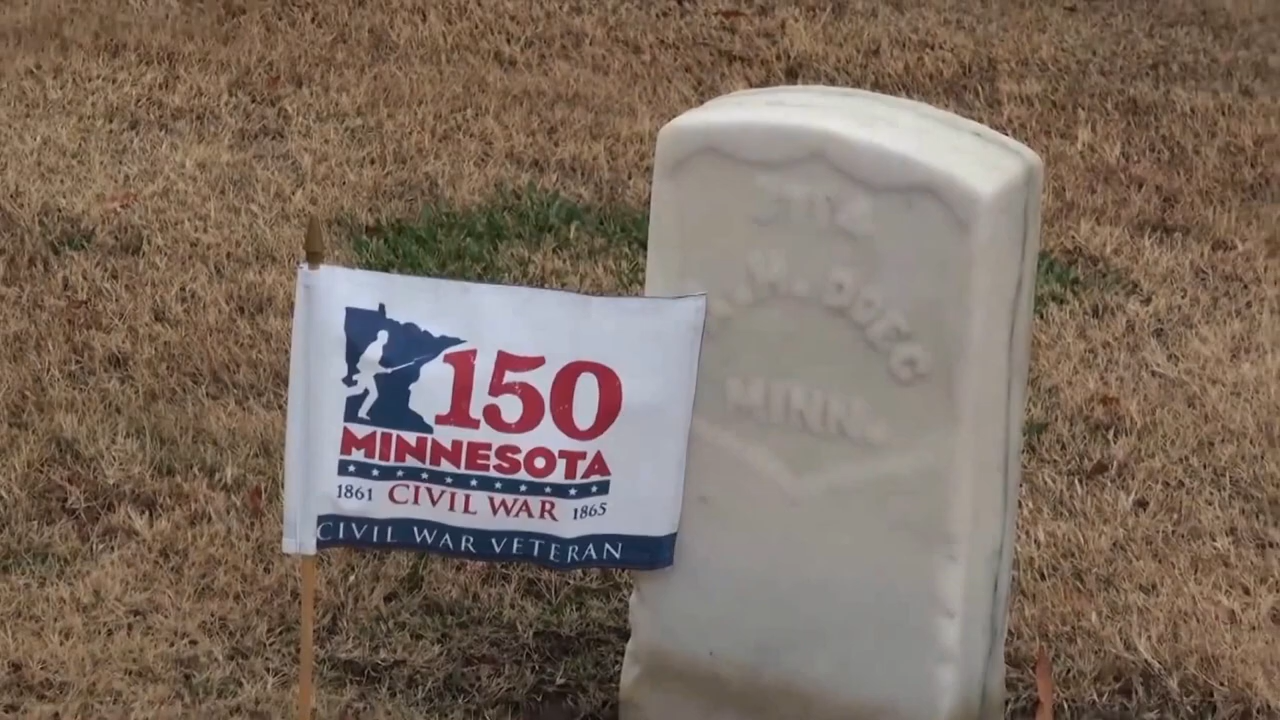 150
MINNESOTA
1861 CIVIL WAR 1865
CIVIL WAR VETERAN
MINN.